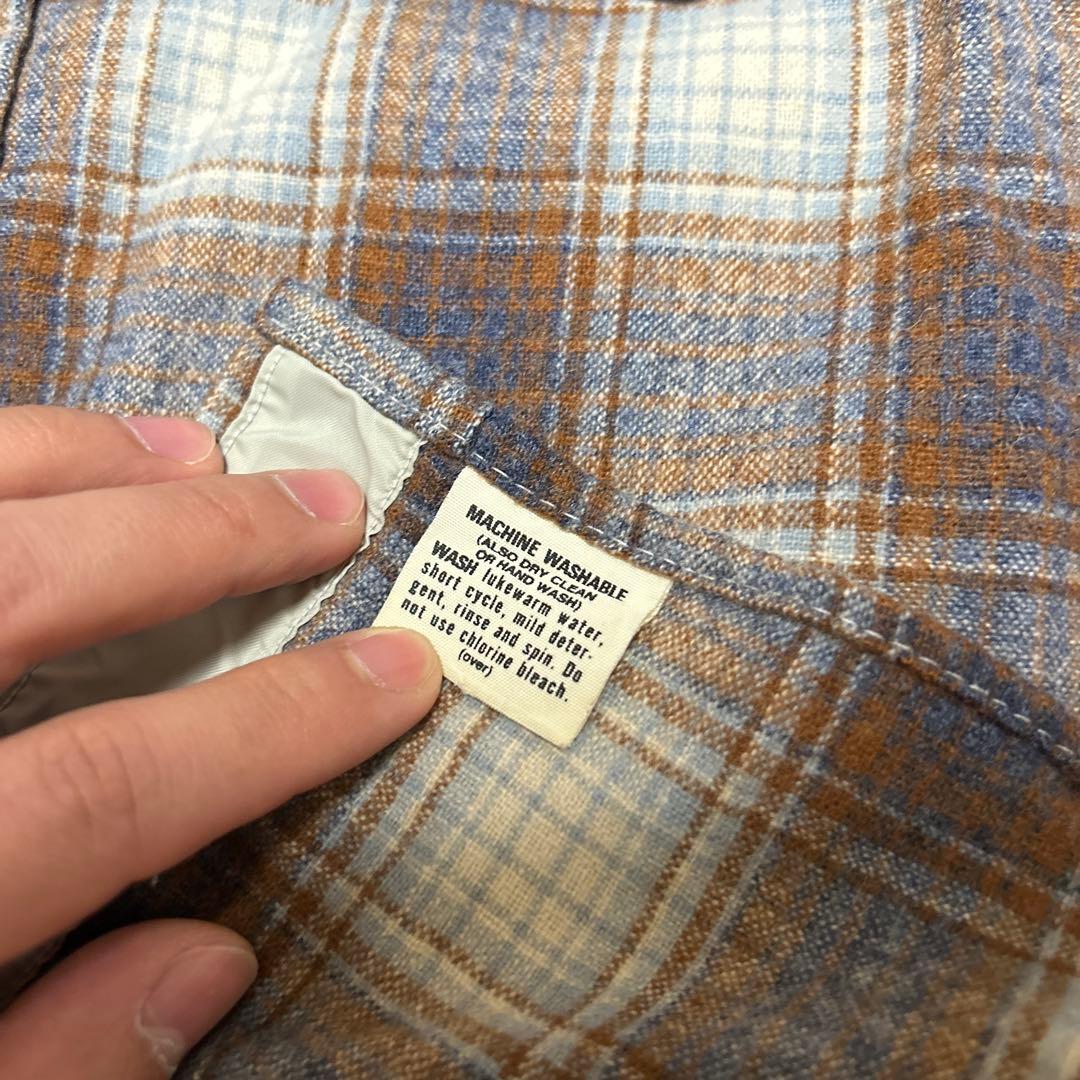 MACHINE WASHABLE
(ALSO DRY CLEAN
OR HAND WASH)
WASH lukewarm water,
short cycle, mild deter-
gent, rinse and spin. Do
not use chlorine bleach.
(over)